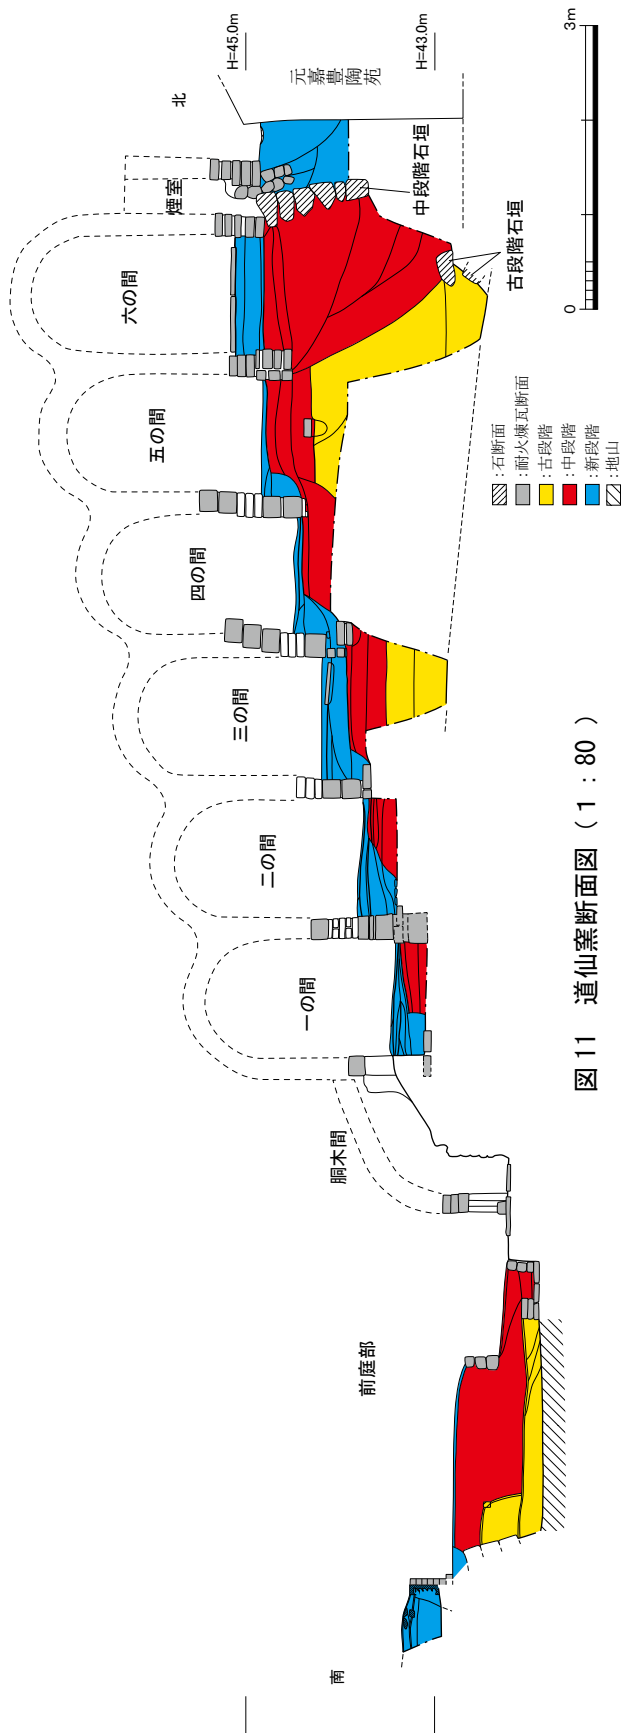 南
前庭部
胴木間
一の間
二の間
三の間
四の間
五の間
六の間
煙室
北
H=45.0m
H=43.0m
元嘉豊陶苑
中段階石垣
古段階石垣
0
3m
:石断面
:耐火煉瓦断面
:古段階
:中段階
:新段階
:地山
図11 道仙窯断面図(1:80)